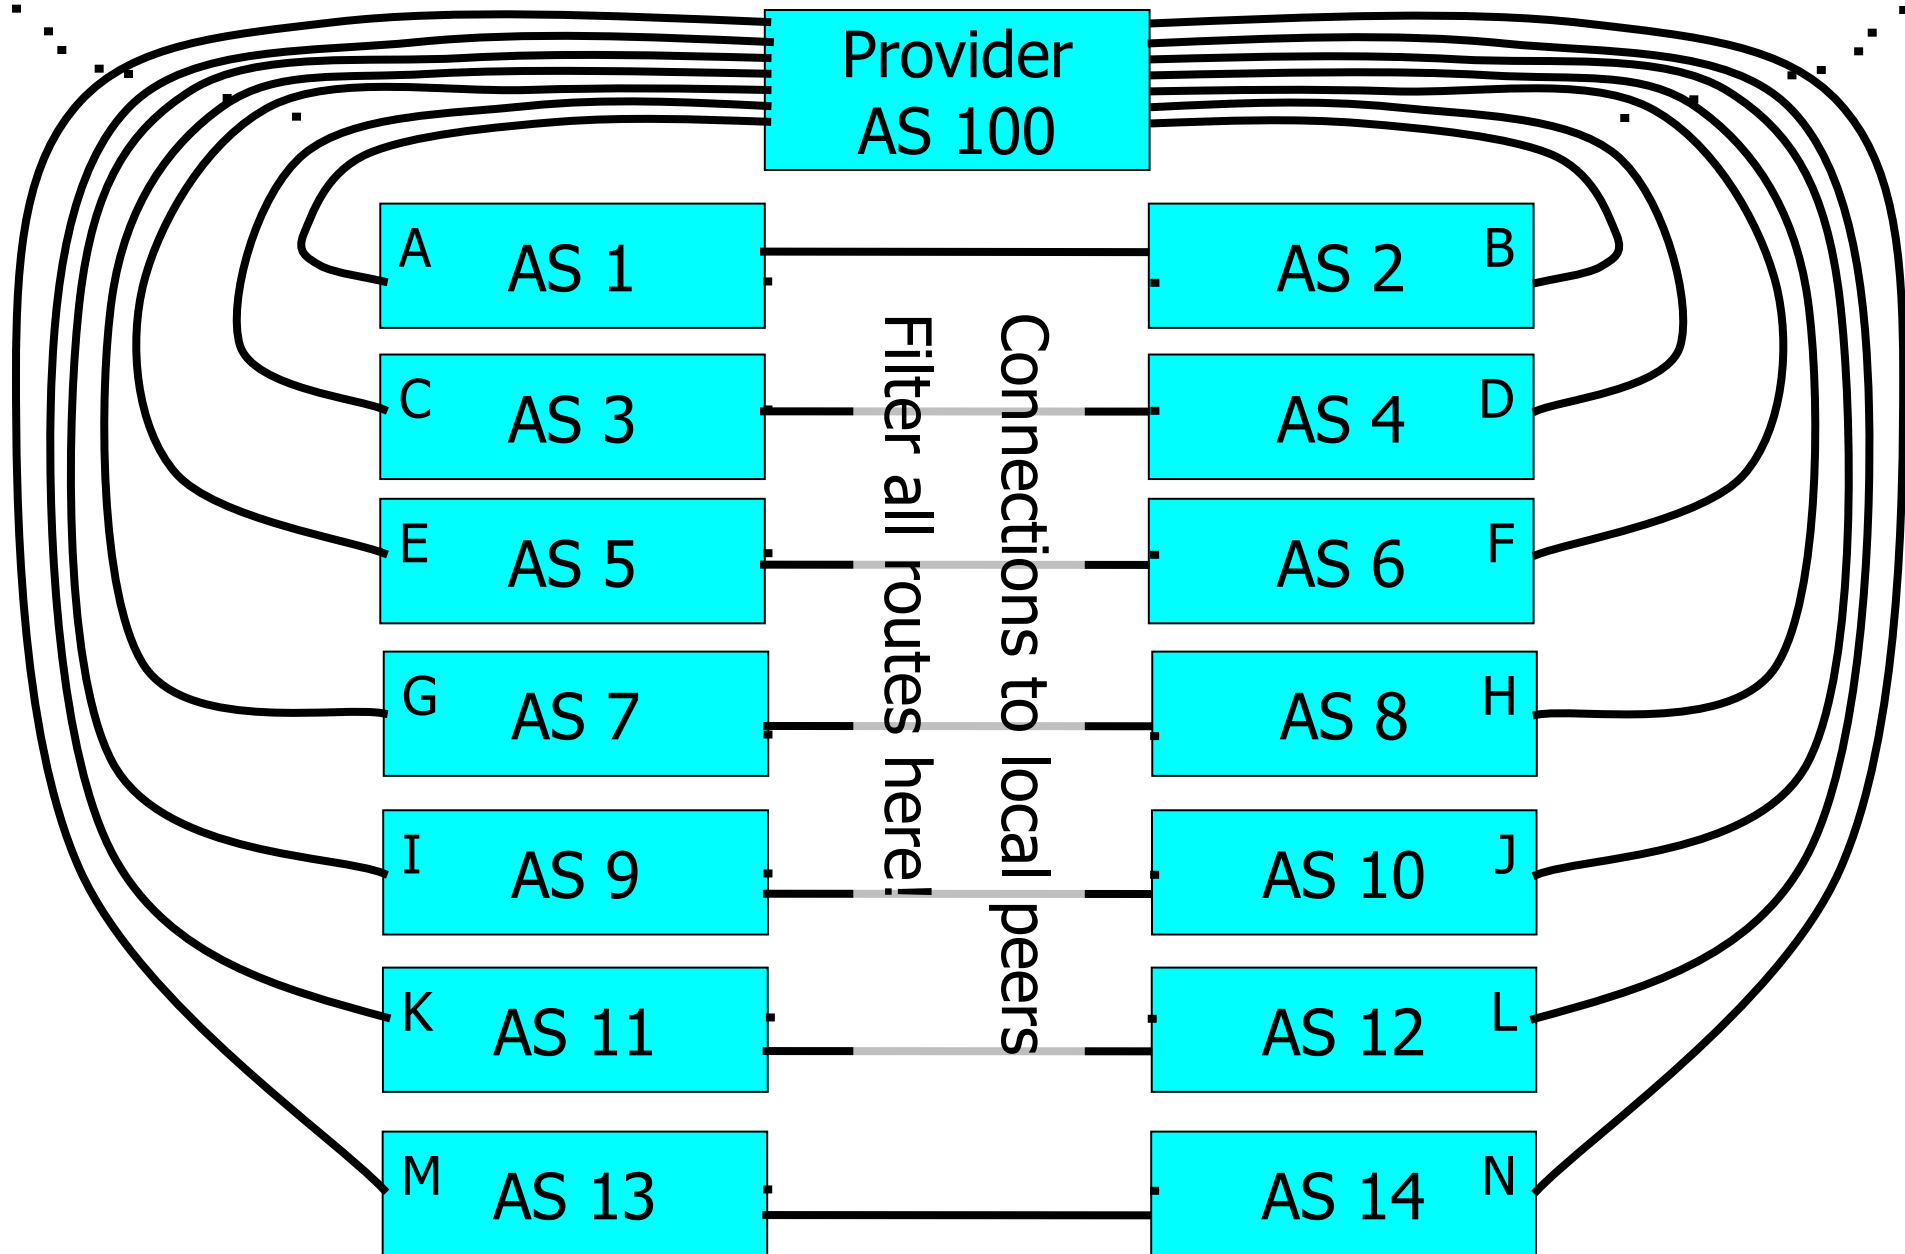 Provider
AS 100
A
AS 1
AS 2
B
C
AS 3
AS 4
D
E
AS 5
AS 6
F
G
AS 7
AS 8
H
I
AS 9
AS 10
J
K
AS 11
AS 12
L
M
AS 13
AS 14
N
Connections to local peers
Filter all routes here!